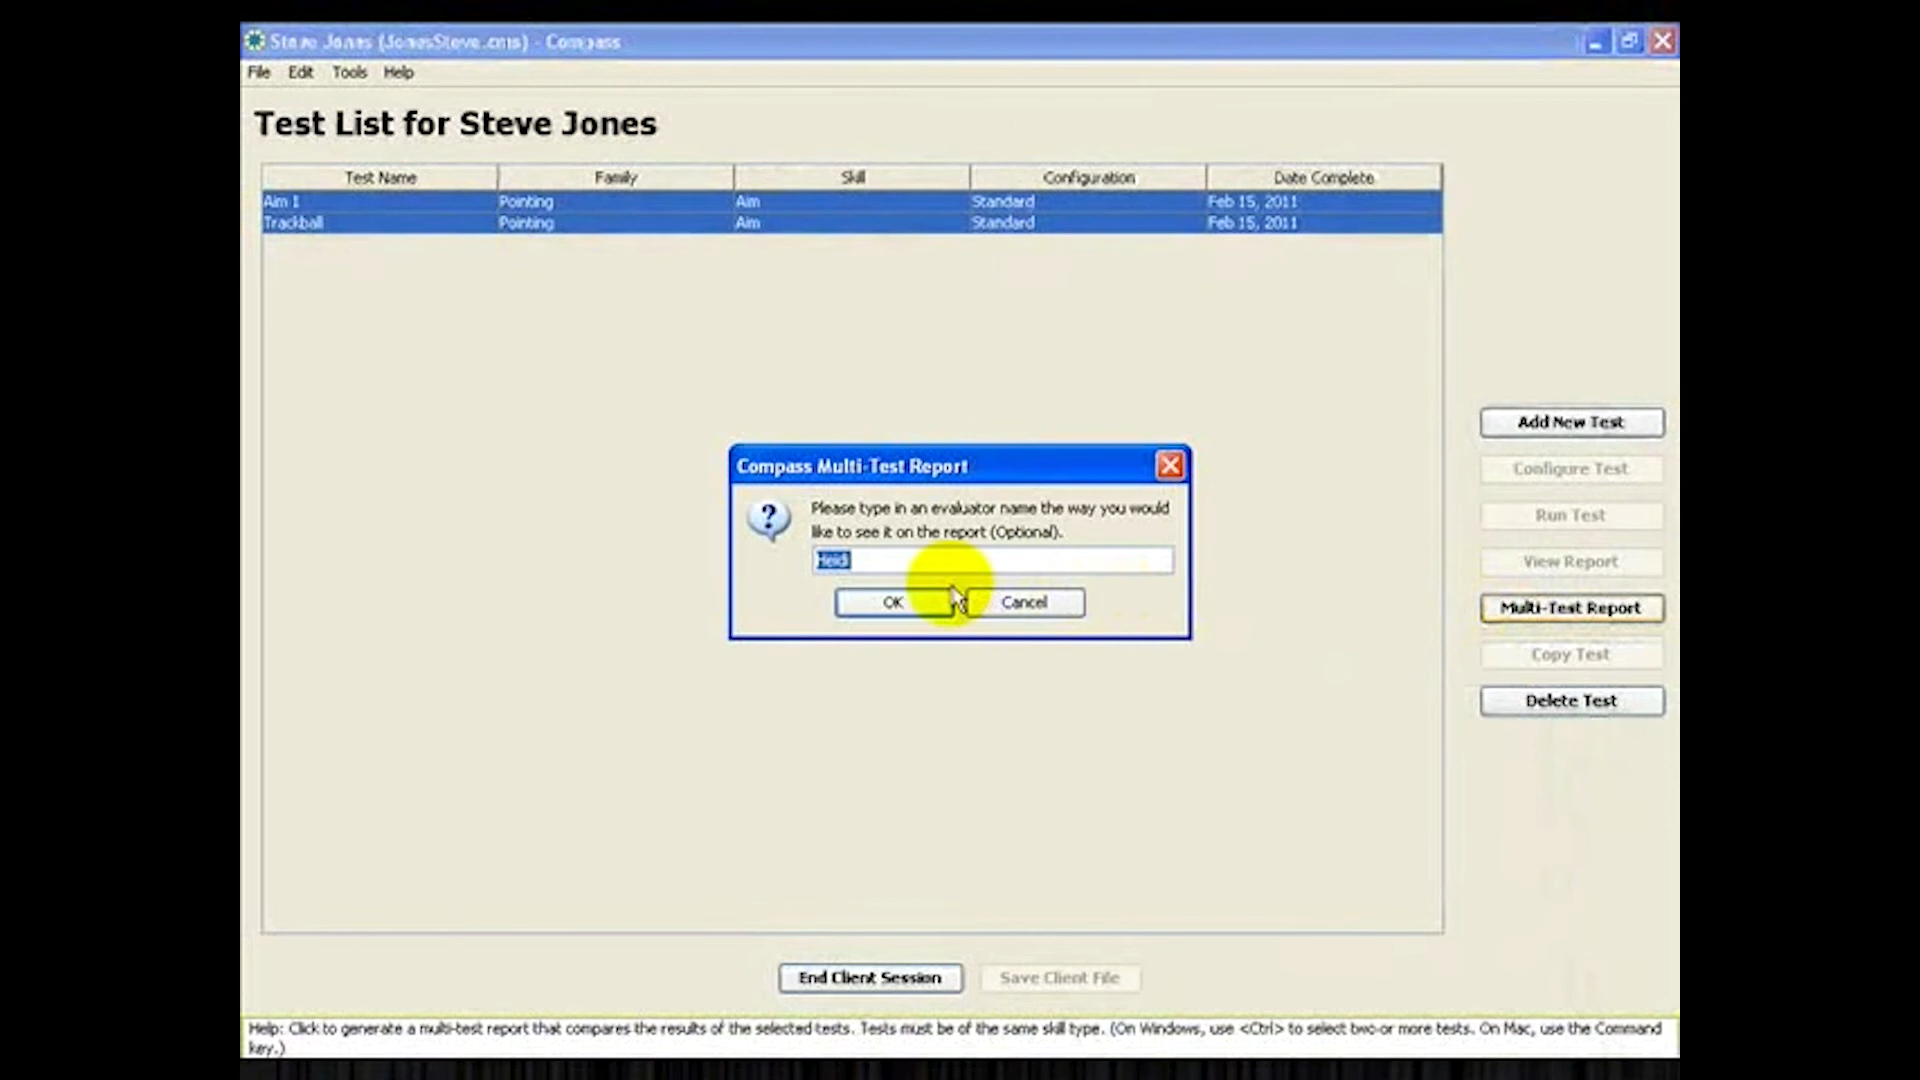 Steve Jones (JonesSteve.cms) - Compass
File Edit Tools Help
Test List for Steve Jones
Test Name Family Skill Configuration Date Complete
Aim 1 Pointing Aim Standard Feb 15, 2011
Trackball Pointing Aim Standard Feb 15, 2011
Compass Multi-Test Report
Please type in an evaluator name the way you would
like to see it on the report (Optional).
Heidi
OK Cancel
Add New Test
Configure Test
Run Test
View Report
Multi-Test Report
Copy Test
Delete Test
End Client Session Save Client File
Help: Click to generate a multi-test report that compares the results of the selected tests. Tests must be of the same skill type. (On Windows, use <Ctrl> to select two or more tests. On Mac, use the Command
key.)